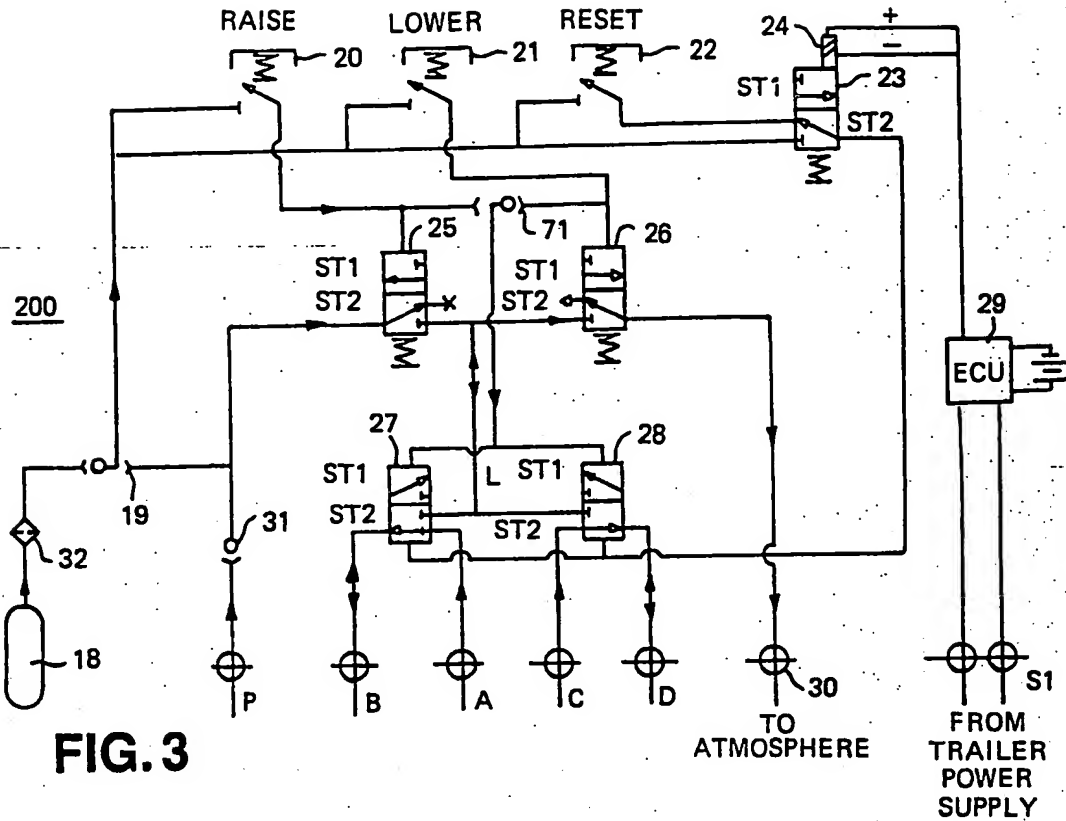 RAISE
LOWER
RESET
20
21
22
24
+
−
23
ST1
ST2
25
71
26
ST1
ST1
ST2
ST2
200
29
ECU
27
28
ST1
L
ST1
ST2
ST2
19
31
32
18
P
B
A
C
D
30
S1
TO
ATMOSPHERE
FROM
TRAILER
POWER
SUPPLY
FIG. 3